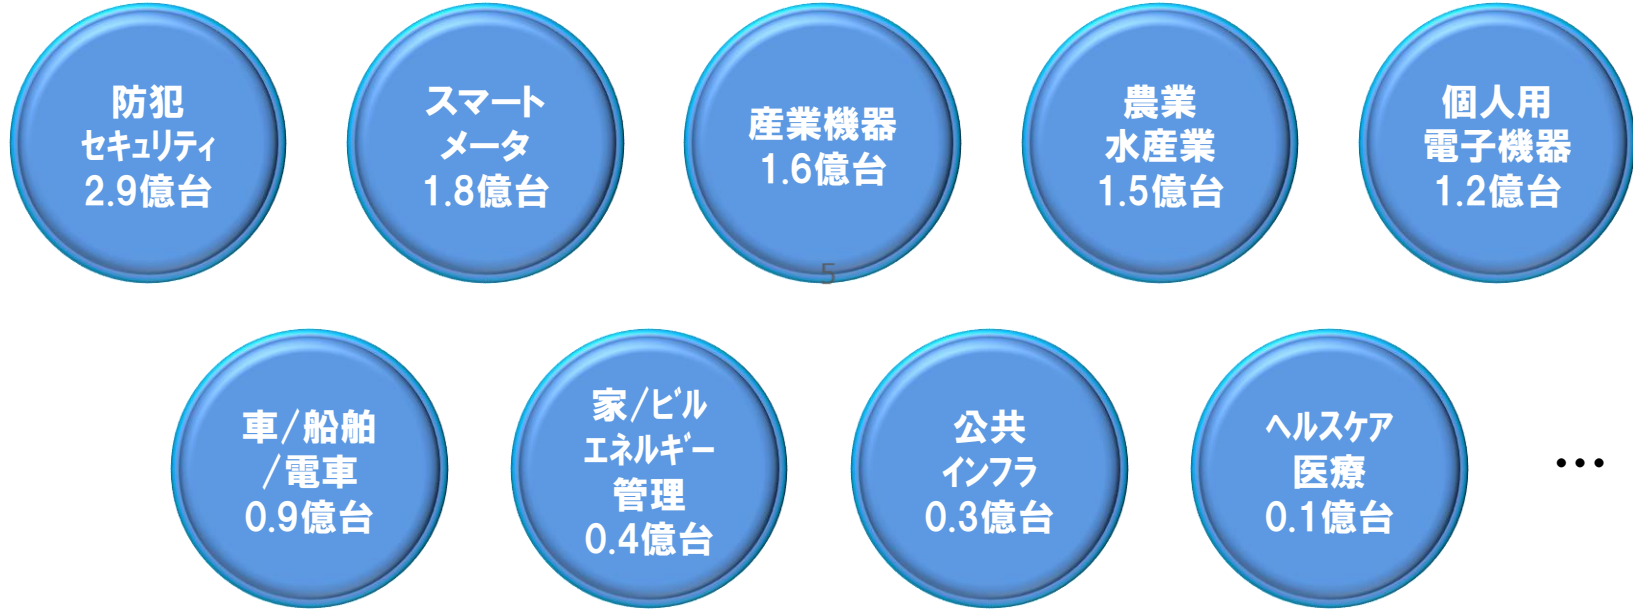 防犯
セキュリティ
2.9億台
スマート
メータ
1.8億台
産業機器
1.6億台
農業
水産業
1.5億台
個人用
電子機器
1.2億台
5
車/船舶
/電車
0.9億台
家/ビル
エネルギー
管理
0.4億台
公共
インフラ
0.3億台
ヘルスケア
医療
0.1億台
…